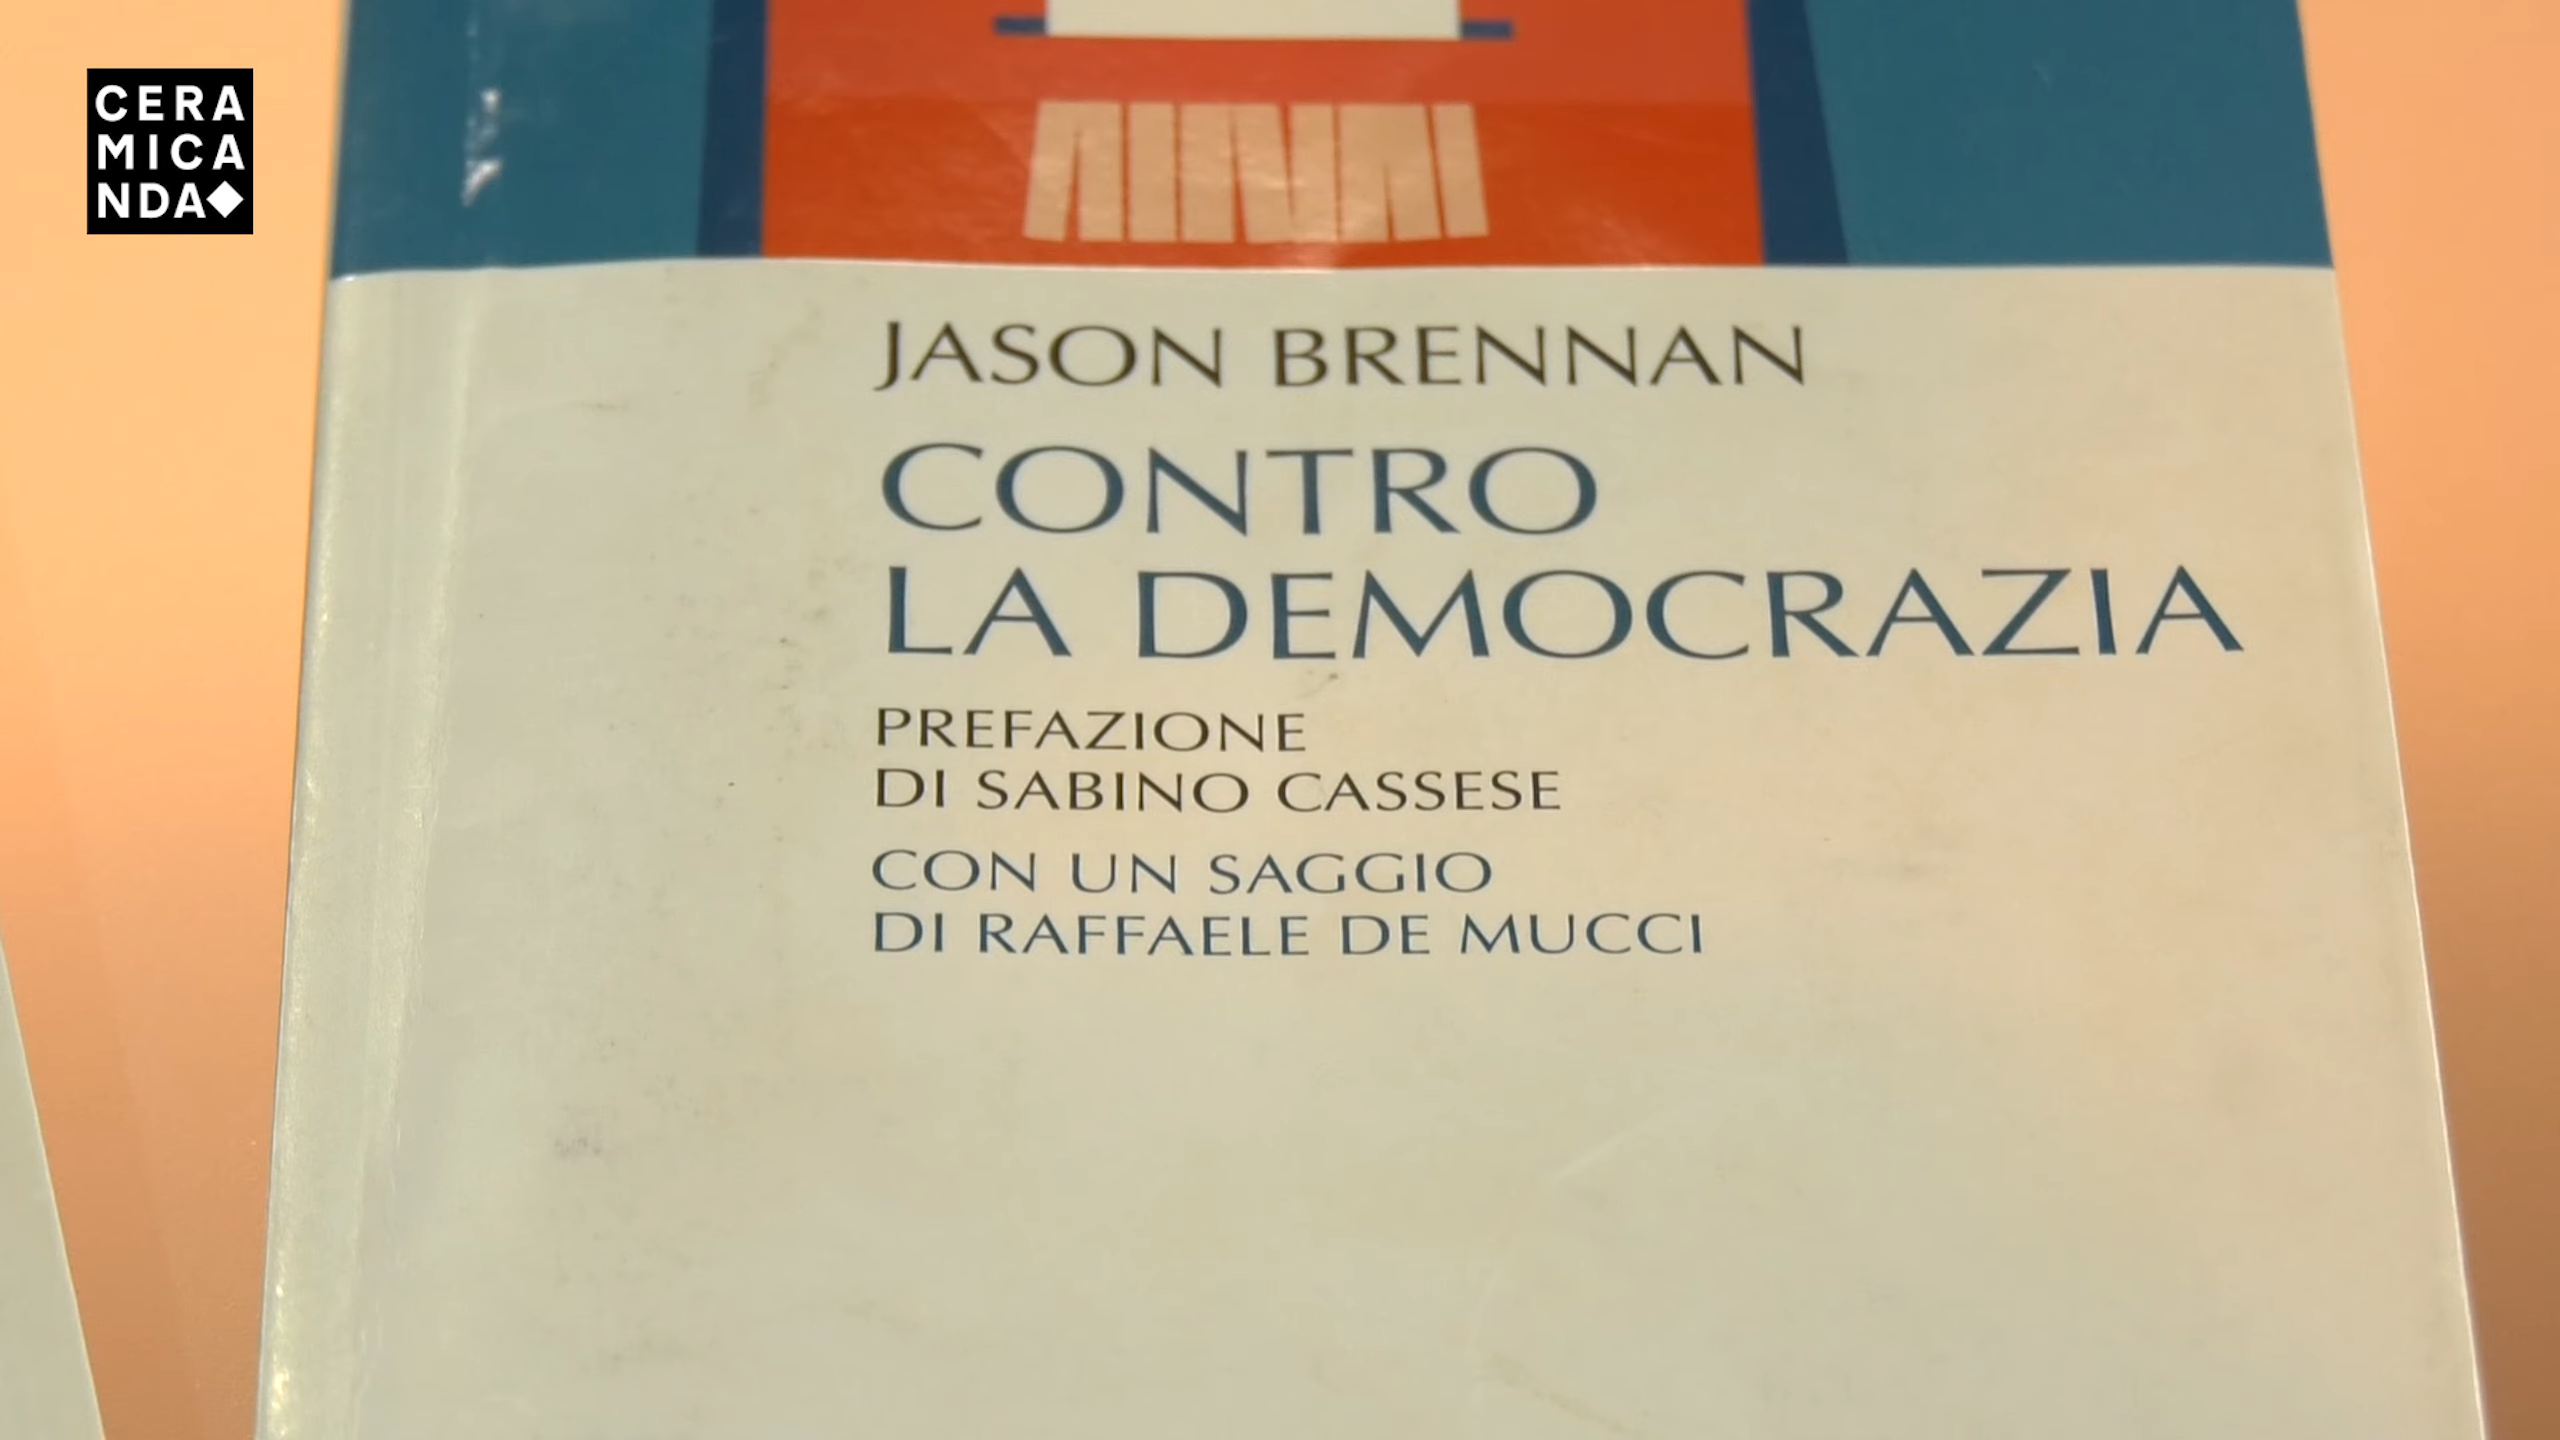 CERA
MICA
NDA
JASON BRENNAN
CONTRO
LA DEMOCRAZIA
PREFAZIONE
DI SABINO CASSESE
CON UN SAGGIO
DI RAFFAELE DE MUCCI